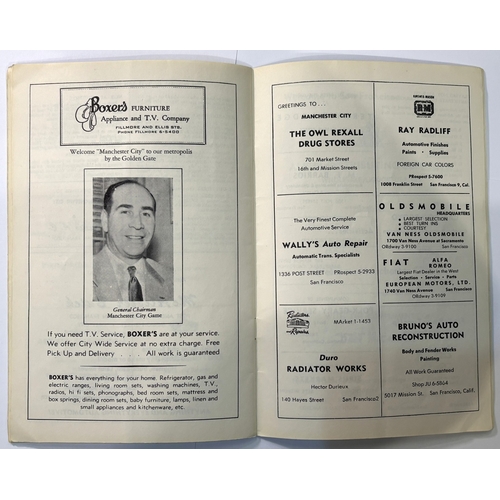 Boxer's FURNITURE
Appliance and T.V. Company
FILLMORE AND ELLIS STS.
PHONE FILLMORE 6-5400
Welcome "Manchester City" to our metropolis
by the Golden Gate
General Chairman
Manchester City Game
If you need T.V. Service, BOXER'S are at your service.
We offer City Wide Service at no extra charge. Free
Pick Up and Delivery . . . All work is guaranteed
BOXER'S has everything for your home. Refrigerator, gas and
electric ranges, living room sets, washing machines, T.V.,
radios, hi fi sets, phonographs, bed room sets, mattress and
box springs, dining room sets, baby furniture, lamps, linen and
small appliances and kitchenware, etc.
GREETINGS TO . . .
MANCHESTER CITY
THE OWL REXALL
DRUG STORES
701 Market Street
16th and Mission Streets
The Very Finest Complete
Automotive Service
WALLY'S Auto Repair
Automatic Trans. Specialists
1336 POST STREET PRospect 5-2933
San Francisco
Radiators
Repairs
MArket 1-1453
Duro
RADIATOR WORKS
Hector Durieux
140 Hayes Street San Francisco2
R-M
RAY RADLIFF
Automotive Finishes
Paints - Supplies
FOREIGN CAR COLORS
PRospect 5-7600
1008 Franklin Street San Francisco 9, Cal.
OLDSMOBILE
HEADQUARTERS
• LARGEST SELECTION
• BEST TURN INS
• COURTESY
VAN NESS OLDSMOBILE
1700 Van Ness Avenue at Sacramento
ORdway 3-9100 San Francisco
FIAT ALFA
ROMEO
Largest Fiat Dealer in the West
Selection - Service - Parts
EUROPEAN MOTORS, LTD.
1740 Van Ness Avenue San Francisco
ORdway 3-9109
BRUNO'S AUTO
RECONSTRUCTION
Body and Fender Works
Painting
All Work Guaranteed
Shop JU 6-5864
5017 Mission St. San Francisco, Calif.